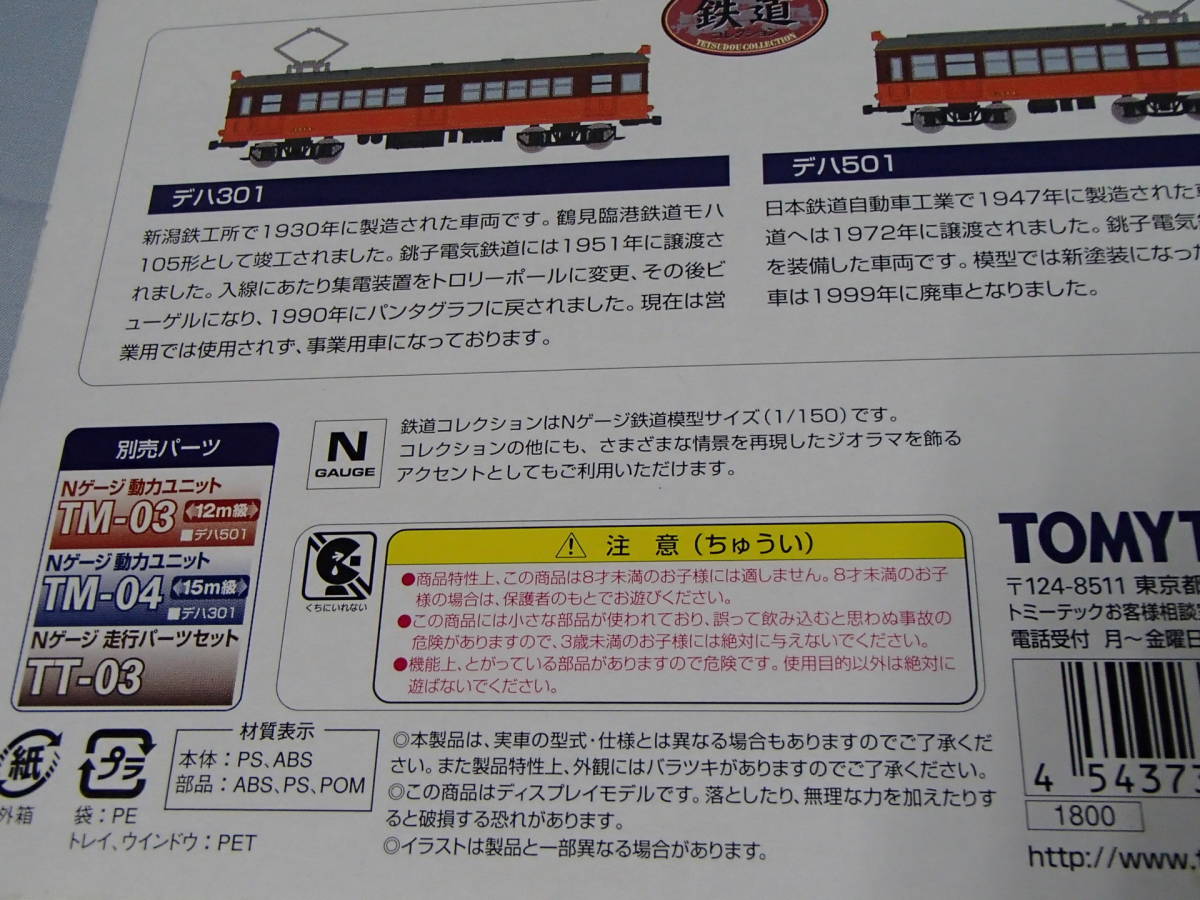 鉄道
コレクション
TETSUDOU COLLECTION
デハ301
新潟鉄工所で1930年に製造された車両です。鶴見臨港鉄道モハ
105形として竣工されました。銚子電気鉄道には1951年に譲渡さ
れました。入線にあたり集電装置をトロリーポールに変更、その後ビ
ューゲルになり、1990年にパンタグラフに戻されました。現在は営
業用では使用されず、事業用車になっております。
デハ501
日本鉄道自動車工業で1947年に製造された
道へは1972年に譲渡されました。銚子電気
を装備した車両です。模型では新塗装になった
車は1999年に廃車となりました。
別売パーツ
Nゲージ 動力ユニット
TM-03 12m級
■デハ501
Nゲージ 動力ユニット
TM-04 15m級
■デハ301
Nゲージ 走行パーツセット
TT-03
N
GAUGE
鉄道コレクションはNゲージ鉄道模型サイズ(1/150)です。
コレクションの他にも、さまざまな情景を再現したジオラマを飾る
アクセントとしてもご利用いただけます。
くちにいれない
注 意(ちゅうい)
●商品特性上、この商品は8才未満のお子様には適しません。8才未満のお子
様の場合は、保護者のもとでお遊びください。
●この商品には小さな部品が使われており、誤って飲み込むと思わぬ事故の
危険がありますので、3歳未満のお子様には絶対に与えないでください。
●機能上、とがっている部品がありますので危険です。使用目的以外は絶対に
遊ばないでください。
TOMYT
〒124-8511 東京都
トミーテックお客様相談
電話受付 月～金曜日
4 54373
1800
http://www.
紙
外箱
プラ
袋:PE
トレイ、ウインドウ:PET
材質表示
本体:PS、ABS
部品:ABS、PS、POM
◎本製品は、実車の型式・仕様とは異なる場合もありますのでご了承くだ
さい。また製品特性上、外観にはバラツキがありますのでご了承ください。
◎この商品はディスプレイモデルです。落としたり、無理な力を加えたりす
ると破損する恐れがあります。
◎イラストは製品と一部異なる場合があります。